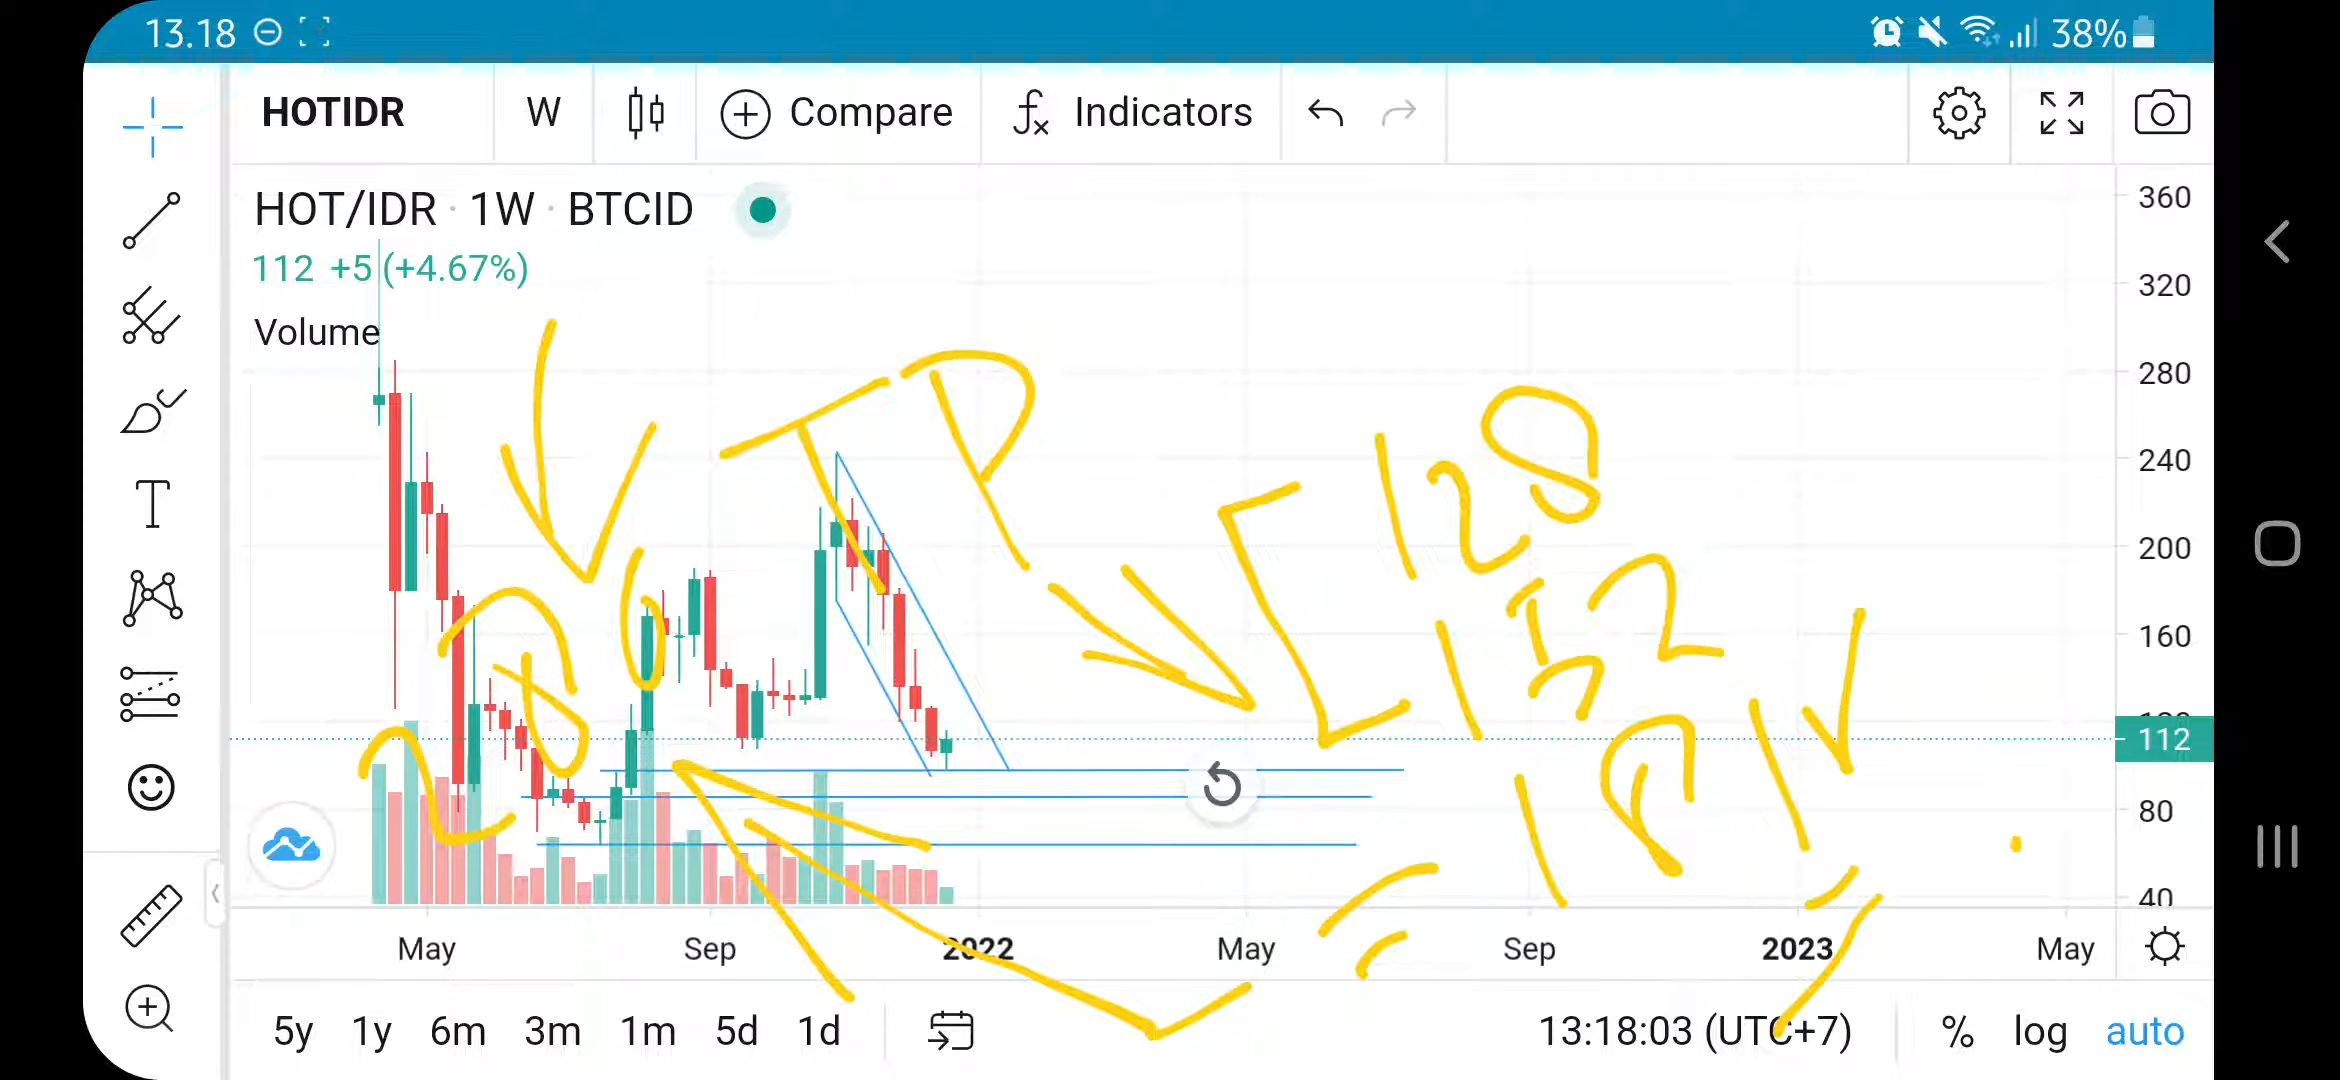 13.18 38%
HOTIDR W Compare Indicators
HOT/IDR · 1W · BTCID
112 +5 (+4.67%)
Volume
360
320
280
240
200
160
112
80
40
TP
128
132
May Sep 2022 May Sep 2023 May
5y 1y 6m 3m 1m 5d 1d 13:18:03 (UTC+7) % log auto